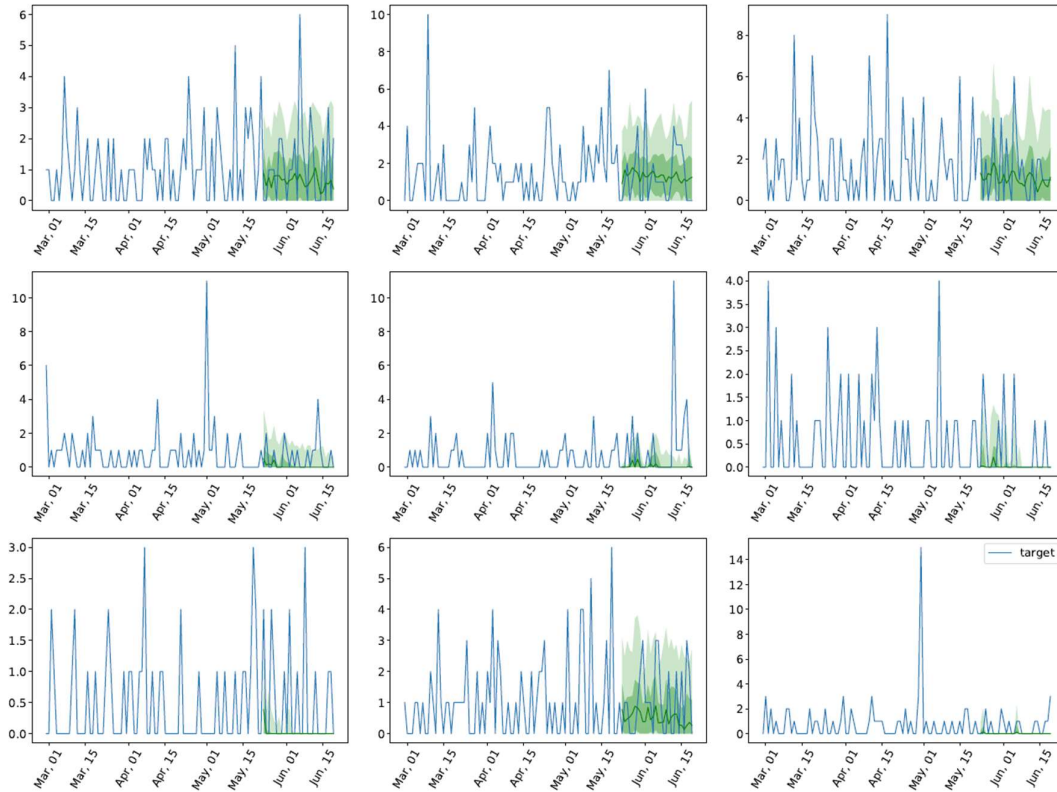 6
5
4
3
2
1
0
Mar, 01
Mar, 15
Apr, 01
Apr, 15
May, 01
May, 15
Jun, 01
Jun, 15
10
8
6
4
2
0
Mar, 01
Mar, 15
Apr, 01
Apr, 15
May, 01
May, 15
Jun, 01
Jun, 15
8
6
4
2
0
Mar, 01
Mar, 15
Apr, 01
Apr, 15
May, 01
May, 15
Jun, 01
Jun, 15
10
8
6
4
2
0
Mar, 01
Mar, 15
Apr, 01
Apr, 15
May, 01
May, 15
Jun, 01
Jun, 15
10
8
6
4
2
0
Mar, 01
Mar, 15
Apr, 01
Apr, 15
May, 01
May, 15
Jun, 01
Jun, 15
4.0
3.5
3.0
2.5
2.0
1.5
1.0
0.5
0.0
Mar, 01
Mar, 15
Apr, 01
Apr, 15
May, 01
May, 15
Jun, 01
Jun, 15
3.0
2.5
2.0
1.5
1.0
0.5
0.0
Mar, 01
Mar, 15
Apr, 01
Apr, 15
May, 01
May, 15
Jun, 01
Jun, 15
6
5
4
3
2
1
0
Mar, 01
Mar, 15
Apr, 01
Apr, 15
May, 01
May, 15
Jun, 01
Jun, 15
target
14
12
10
8
6
4
2
0
Mar, 01
Mar, 15
Apr, 01
Apr, 15
May, 01
May, 15
Jun, 01
Jun, 15